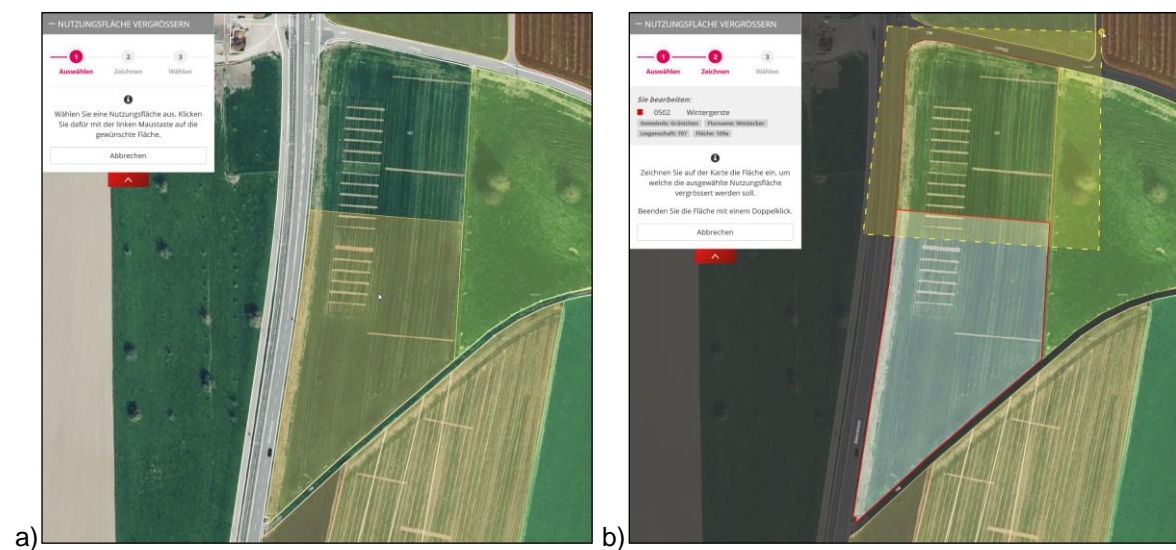 — NUTZUNGSFLÄCHE VERGRÖSSERN
1
2
3
Auswählen
Zeichnen
Wählen
Wählen Sie eine Nutzungsfläche aus. Klicken
Sie dafür mit der linken Maustaste auf die
gewünschte Fläche.
Abbrechen
a)
— NUTZUNGSFLÄCHE VERGRÖSSERN
1
2
3
Auswählen
Zeichnen
Wählen
Sie bearbeiten:
0502 Wintergerste
Gemeinde: Gränichen Flurname: Weldacker
Liegenschaft: 707 Fläche: 109a
Zeichnen Sie auf der Karte die Fläche ein, um
welche die ausgewählte Nutzungsfläche
vergrössert werden soll.
Beenden Sie die Fläche mit einem Doppelklick.
Abbrechen
b)